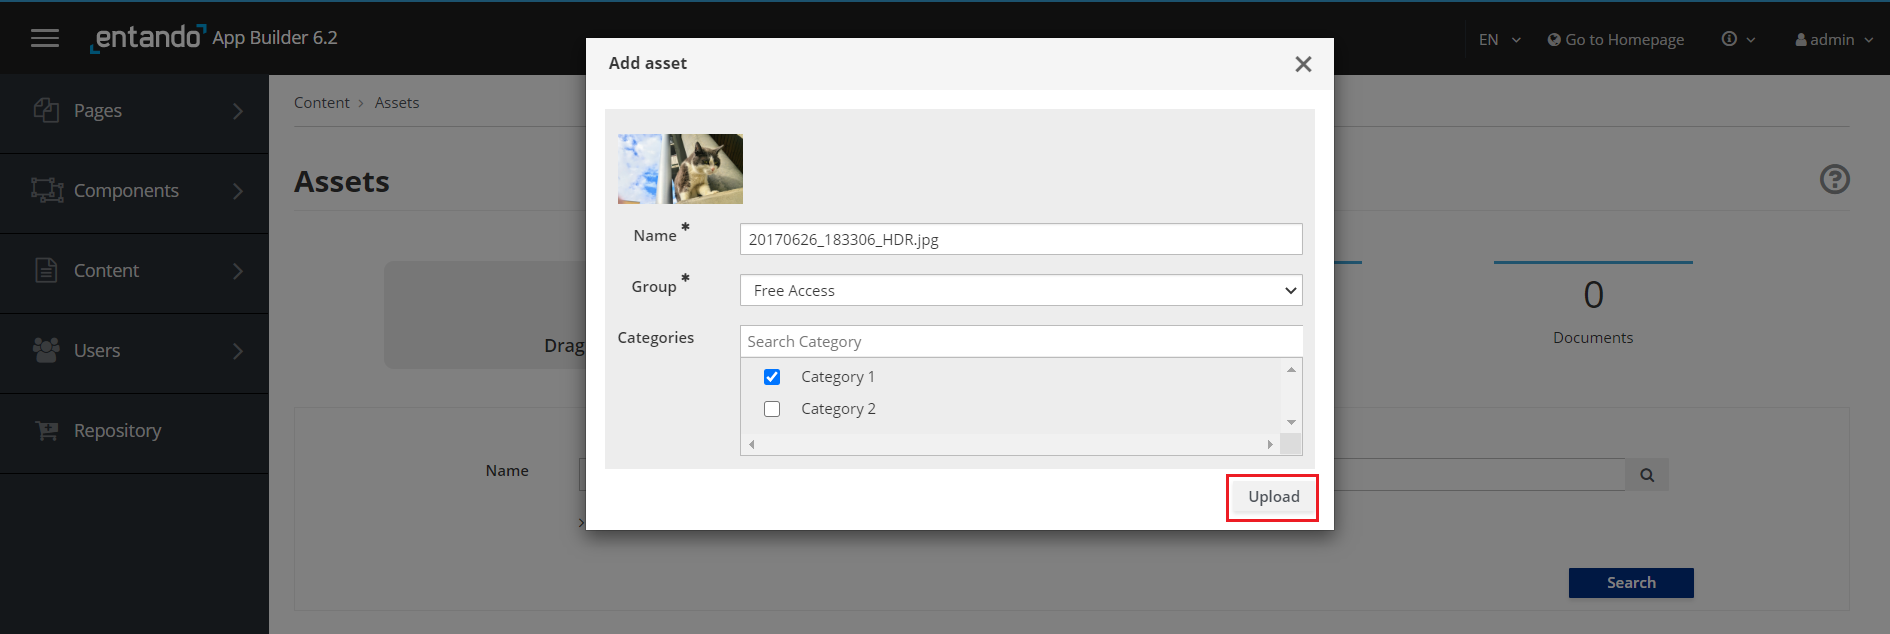 entando App Builder 6.2
EN
Go to Homepage
admin
Pages
Components
Content
Users
Repository
Content > Assets
Assets
Drag
0
Documents
Name
Search
Add asset
Name *
20170626_183306_HDR.jpg
Group *
Free Access
Categories
Search Category
Category 1
Category 2
Upload